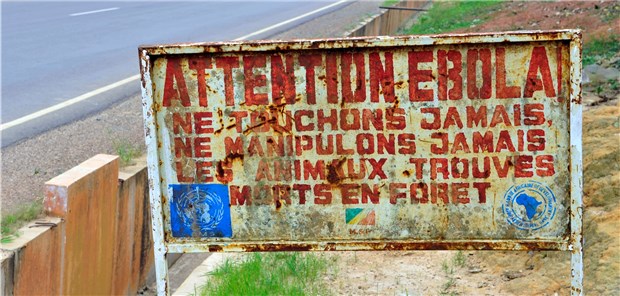 ATTENTION EBOLA
NE TOUCHONS JAMAIS,
NE MANIPULONS JAMAIS
LES ANIMAUX TROUVES
MORTS EN FORET